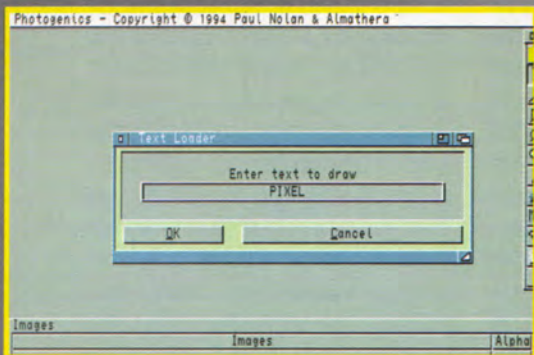 Photogenics - Copyright © 1994 Paul Nolan & Almathera
Text Loader
Enter text to draw
PIXEL
OK
Cancel
Images
Images
Alpha